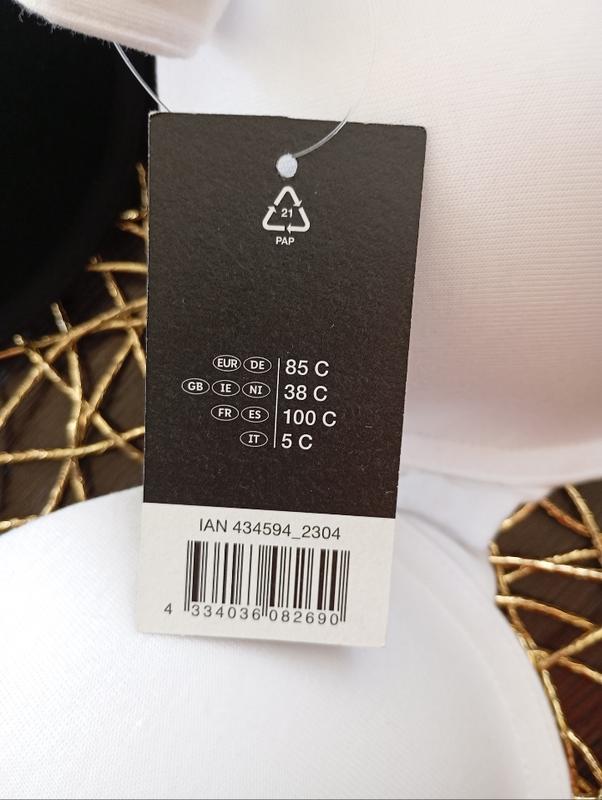 21
PAP
EUR DE 85 C
GB IE NI 38 C
FR ES 100 C
IT 5 C
IAN 434594_2304
4 334036 082690